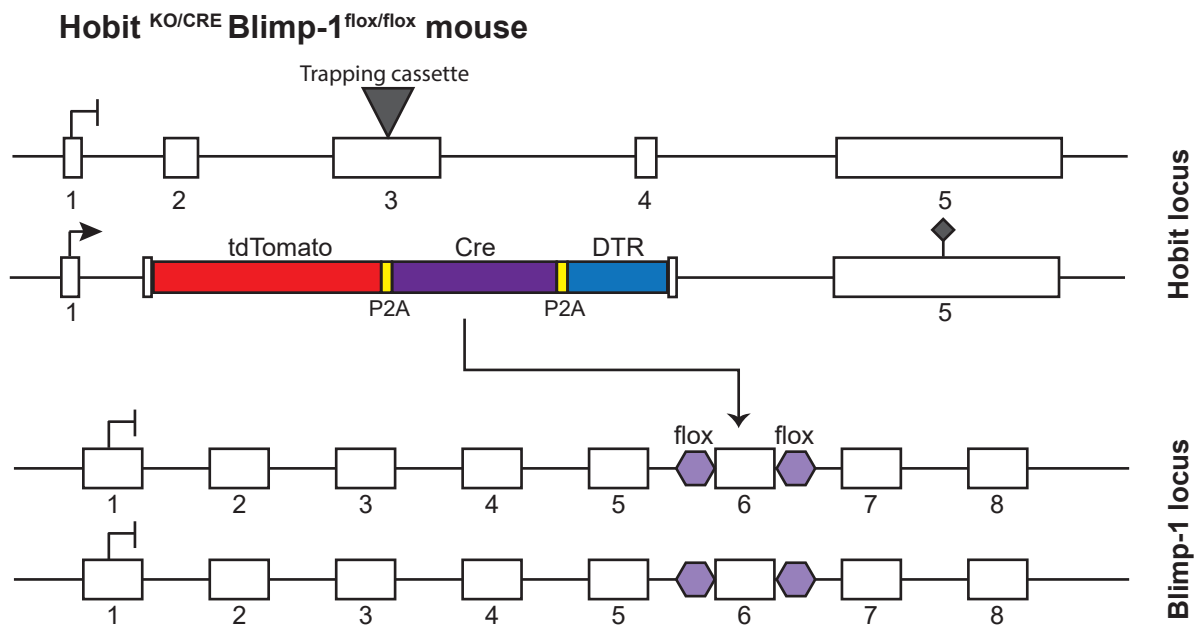 Hobit KO/CRE Blimp-1flox/flox mouse
Trapping cassette
1 2 3 4 5
tdTomato Cre DTR
P2A P2A
1 5
Hobit locus
flox flox
1 2 3 4 5 6 7 8
1 2 3 4 5 6 7 8
Blimp-1 locus